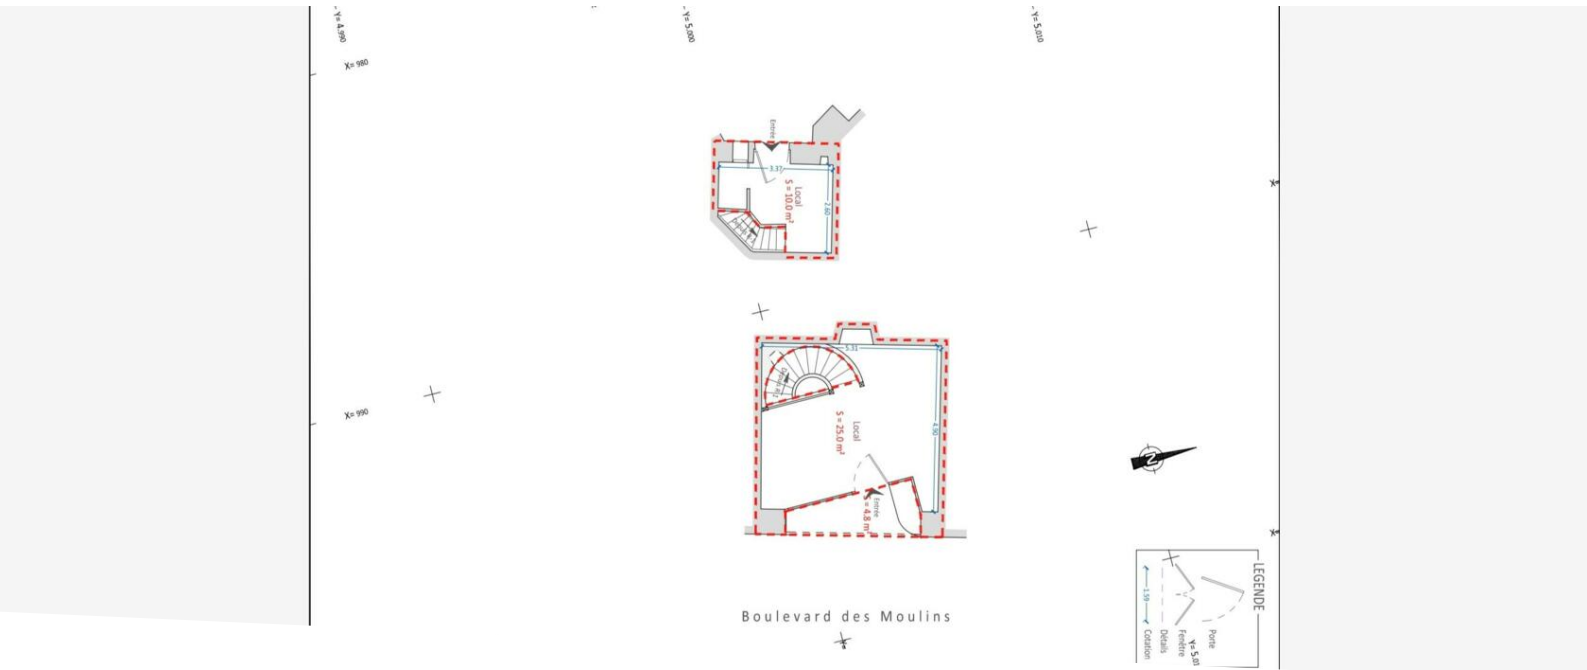 Y= 4.990
Y= 5.000
Y= 5.010
X= 980
Entrée
3.37
Local
S = 10.0 m²
2.60
5.31
Local
S = 25.0 m²
4.90
X= 990
Entrée
S = 4.8 m²
N
LEGENDE
Porte
Fenêtre
Détails
Cotation
1.59
Y= 5.01
Boulevard des Moulins